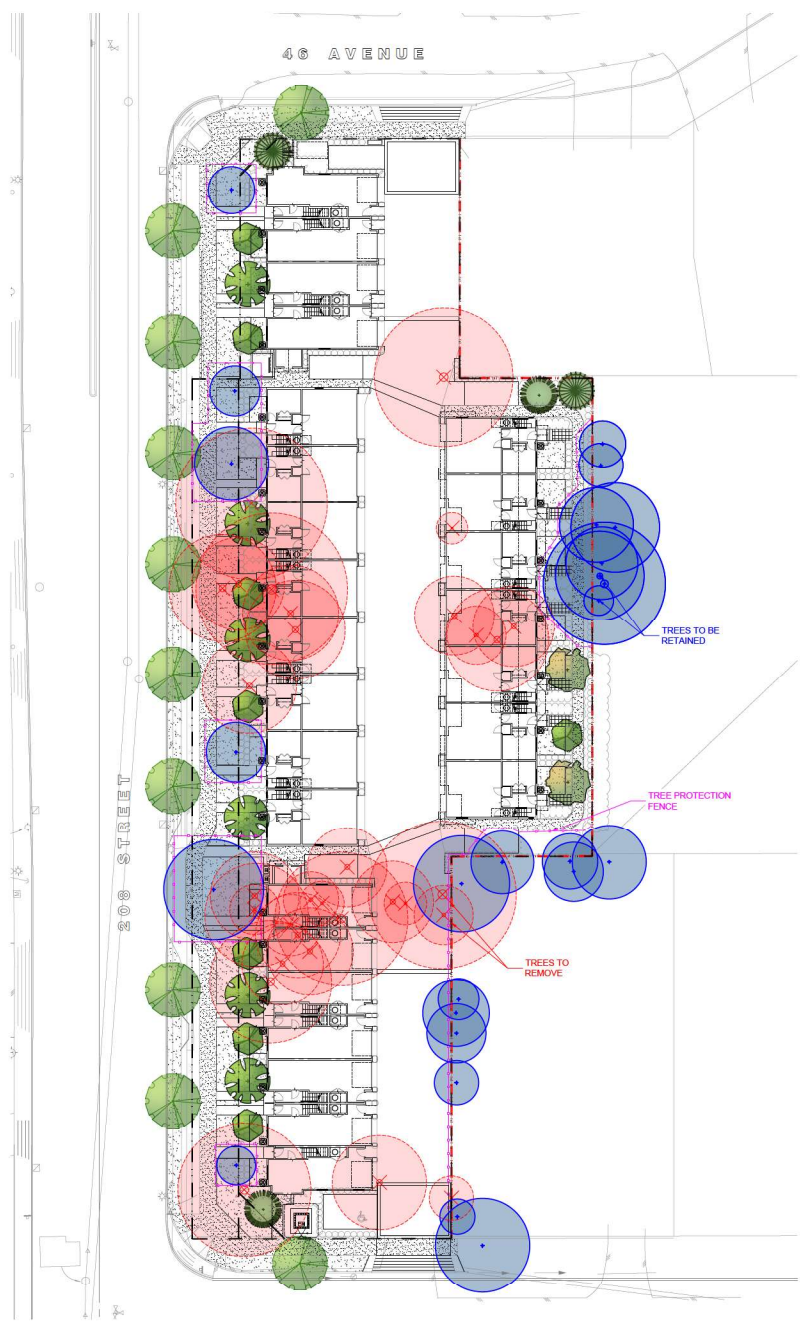 46 AVENUE
TREES TO BE
RETAINED
TREE PROTECTION
FENCE
208 STREET
TREES TO
REMOVE